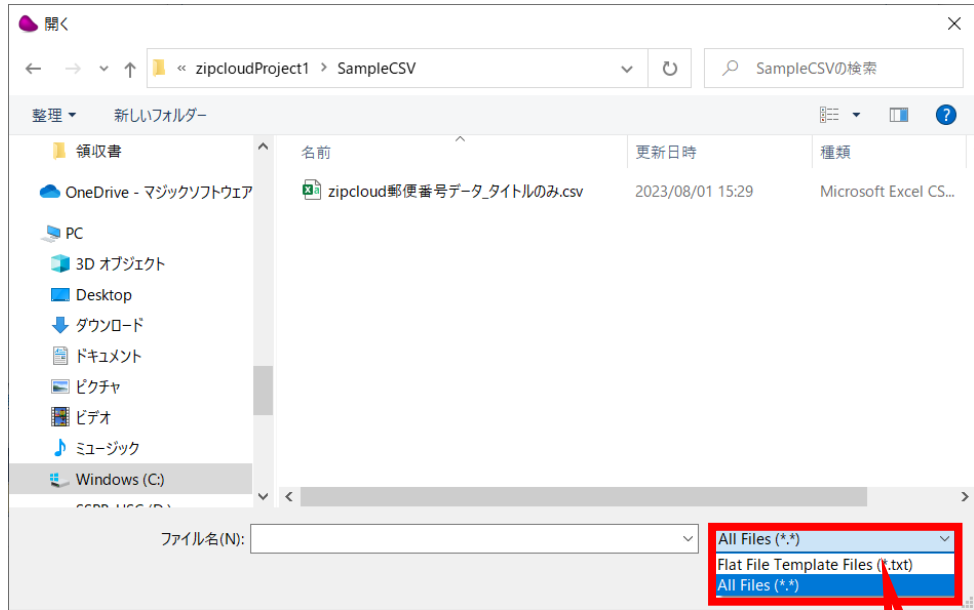 開く
« zipcloudProject1 > SampleCSV
SampleCSVの検索
整理
新しいフォルダー
名前
更新日時
種類
zipcloud郵便番号データ_タイトルのみ.csv
2023/08/01 15:29
Microsoft Excel CS...
領収書
OneDrive - マジックソフトウェア
PC
3D オブジェクト
Desktop
ダウンロード
ドキュメント
ピクチャ
ビデオ
ミュージック
Windows (C:)
ファイル名(N):
All Files (*.*)
Flat File Template Files (*.txt)
All Files (*.*)